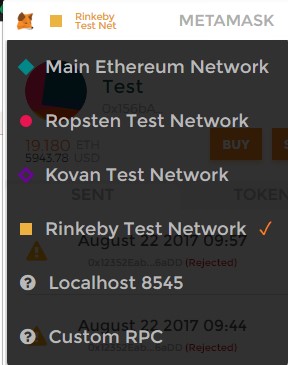 Rinkeby
Test Net
METAMASK
Main Ethereum Network
Test
0x156bA
Ropsten Test Network
19.180 ETH
5943.78 USD
BUY
S
Kovan Test Network
SENT
TOKEN
Rinkeby Test Network ✓
August 22 2017 09:57
(Rejected)
? Localhost 8545
August 22 2017 09:44
? Custom RPC
(Rejected)